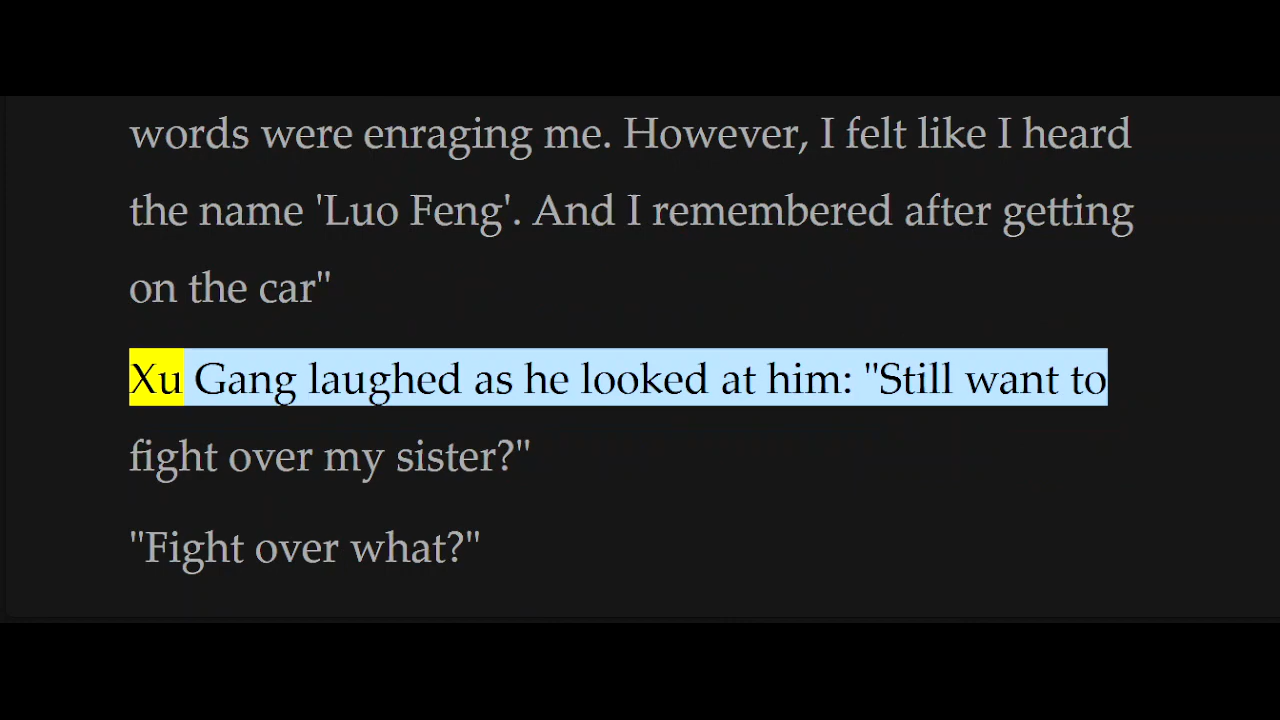 words were enraging me. However, I felt like I heard
the name 'Luo Feng'. And I remembered after getting
on the car"
Xu Gang laughed as he looked at him: "Still want to
fight over my sister?"
"Fight over what?"